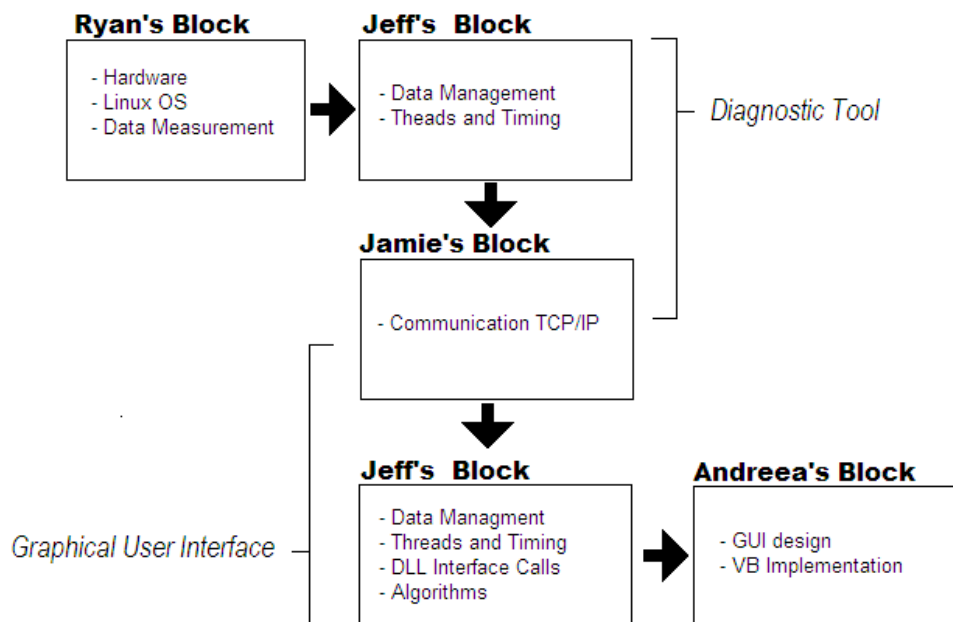 Ryan's Block
- Hardware
- Linux OS
- Data Measurement
Jeff's Block
- Data Management
- Theads and Timing
Diagnostic Tool
Jamie's Block
- Communication TCP/IP
Graphical User Interface
Jeff's Block
- Data Managment
- Threads and Timing
- DLL Interface Calls
- Algorithms
Andreea's Block
- GUI design
- VB Implementation